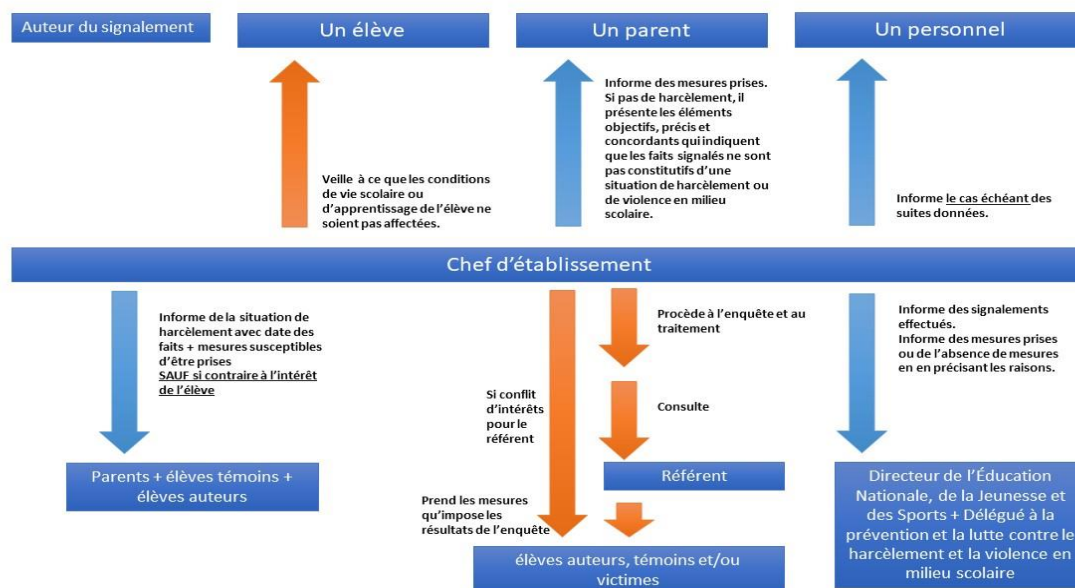 Auteur du signalement
Un élève
Un parent
Un personnel
Veille à ce que les conditions
de vie scolaire ou
d'apprentissage de l'élève ne
soient pas affectées.
Informe des mesures prises.
Si pas de harcèlement, il
présente les éléments
objectifs, précis et
concordants qui indiquent
que les faits signalés ne sont
pas constitutifs d'une
situation de harcèlement ou
de violence en milieu
scolaire.
Informe le cas échéant des
suites données.
Chef d'établissement
Informe de la situation de
harcèlement avec date des
faits + mesures susceptibles
d'être prises
SAUF si contraire à l'intérêt
de l'élève
Parents + élèves témoins +
élèves auteurs
Si conflit
d'intérêts
pour le
référent
Prend les mesures
qu'impose les
résultats de l'enquête
Procède à l'enquête et au
traitement
Consulte
Référent
élèves auteurs, témoins et/ou
victimes
Informe des signalements
effectués.
Informe des mesures prises
ou de l'absence de mesures
en en précisant les raisons.
Directeur de l'Éducation
Nationale, de la Jeunesse et
des Sports + Délégué à la
prévention et la lutte contre le
harcèlement et la violence en
milieu scolaire